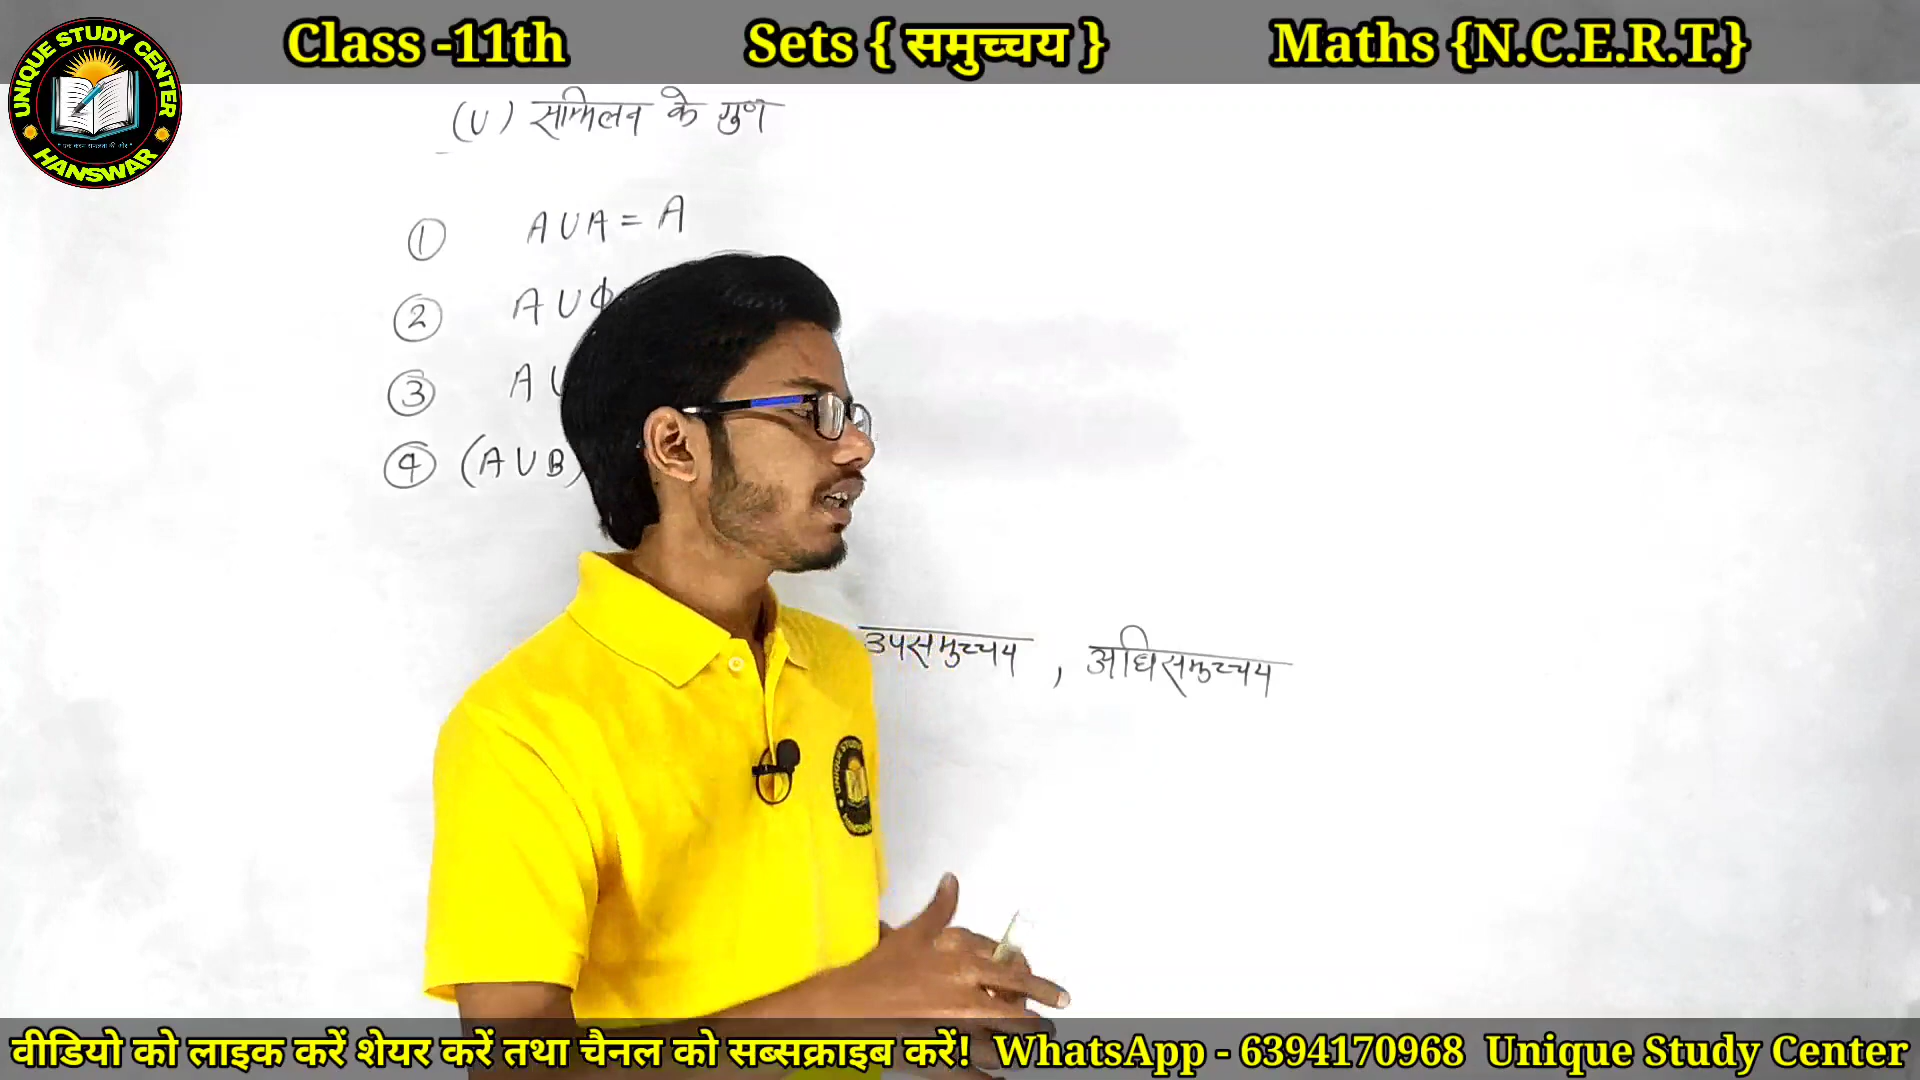 Class -11th Sets { समुच्चय } Maths {N.C.E.R.T.}
UNIQUE STUDY CENTER
HANSWAR
(U) सम्मिलन के गुण
① A U A = A
② A U Φ
③ A U
④ (A U B)
उपसमुच्चय , अधिसमुच्चय
वीडियो को लाइक करें शेयर करें तथा चैनल को सब्सक्राइब करें! WhatsApp - 6394170968 Unique Study Center